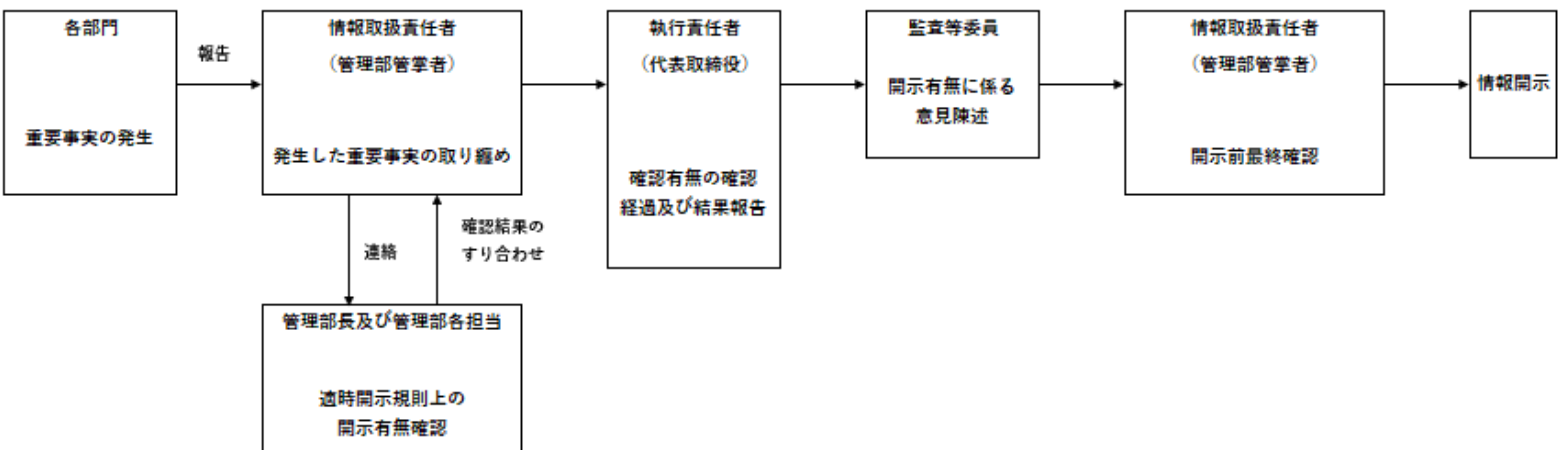 各部門
重要事実の発生
報告
情報取扱責任者
（管理部管掌者）
発生した重要事実の取り纏め
連絡
確認結果の
すり合わせ
管理部長及び管理部各担当
適時開示規則上の
開示有無確認
執行責任者
（代表取締役）
確認有無の確認
経過及び結果報告
監査等委員
開示有無に係る
意見陳述
情報取扱責任者
（管理部管掌者）
開示前最終確認
情報開示